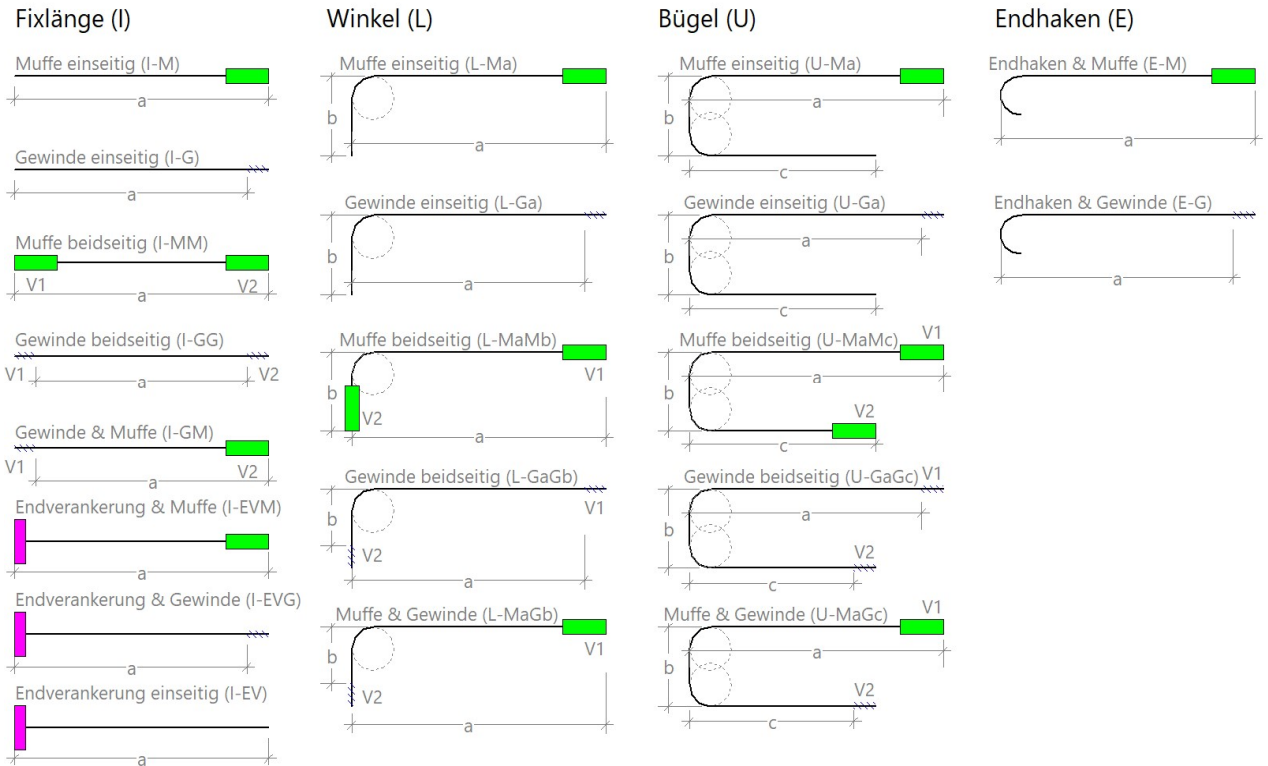 Fixlänge (I)
Muffe einseitig (I-M)
a
Gewinde einseitig (I-G)
a
Muffe beidseitig (I-MM)
V1
V2
a
Gewinde beidseitig (I-GG)
V1
a
V2
Gewinde & Muffe (I-GM)
V1
V2
a
Endverankerung & Muffe (I-EVM)
a
Endverankerung & Gewinde (I-EVG)
a
Endverankerung einseitig (I-EV)
a
Winkel (L)
Muffe einseitig (L-Ma)
b
a
Gewinde einseitig (L-Ga)
b
a
Muffe beidseitig (L-MaMb)
V1
b
V2
a
Gewinde beidseitig (L-GaGb)
V1
b
V2
a
Muffe & Gewinde (L-MaGb)
V1
b
V2
a
Bügel (U)
Muffe einseitig (U-Ma)
a
b
c
Gewinde einseitig (U-Ga)
a
b
c
Muffe beidseitig (U-MaMc)
V1
a
b
V2
c
Gewinde beidseitig (U-GaGc)
V1
a
b
V2
c
Muffe & Gewinde (U-MaGc)
V1
a
b
V2
c
Endhaken (E)
Endhaken & Muffe (E-M)
a
Endhaken & Gewinde (E-G)
a